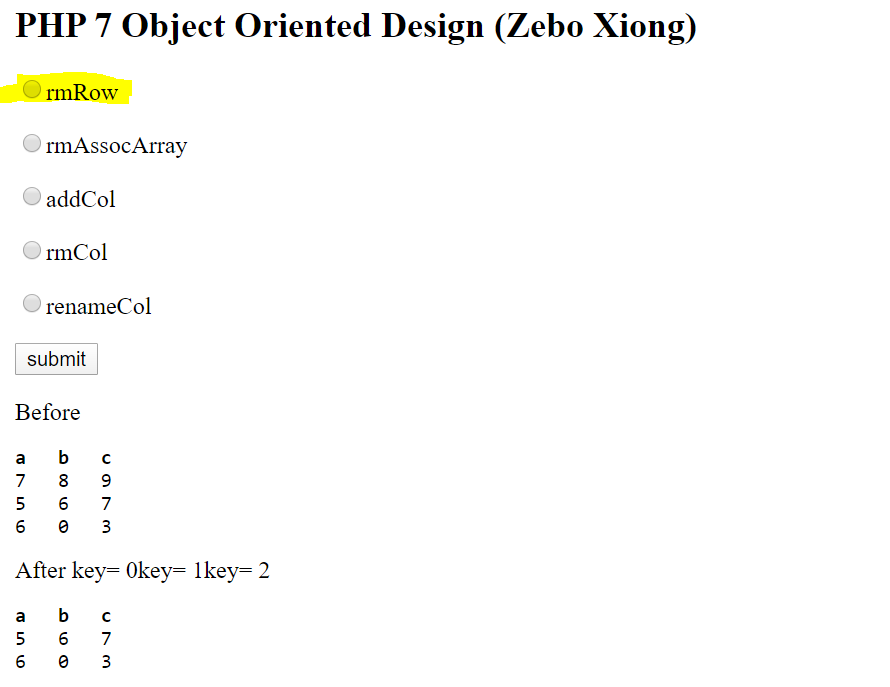 PHP 7 Object Oriented Design (Zebo Xiong)
rmRow
rmAssocArray
addCol
rmCol
renameCol
submit
Before
a b c
7 8 9
5 6 7
6 0 3
After key= 0key= 1key= 2
a b c
5 6 7
6 0 3